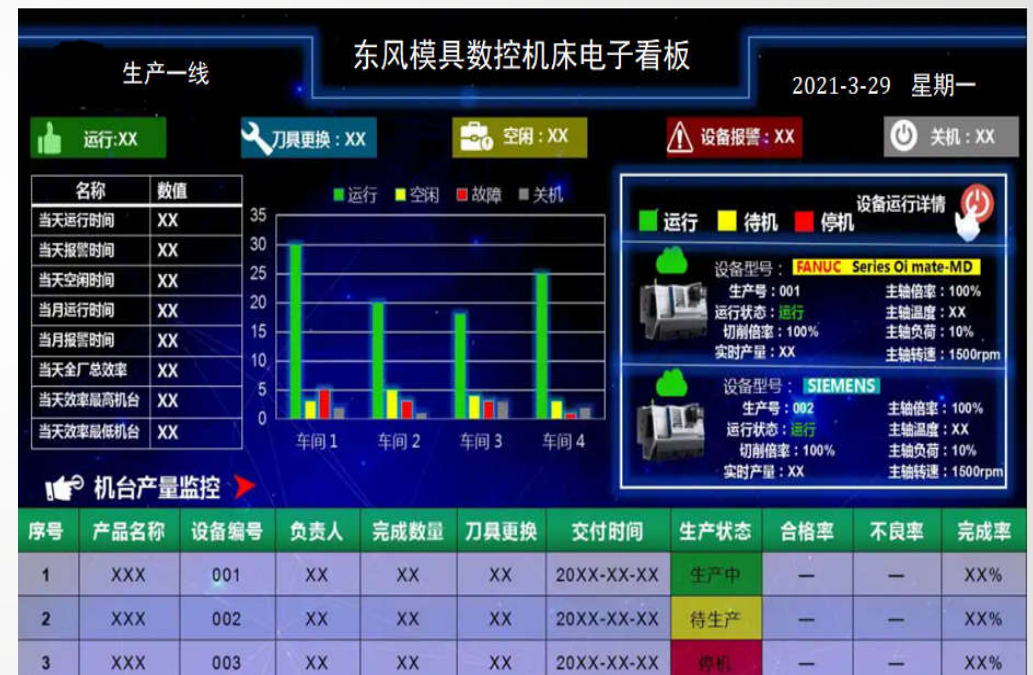 东风模具数控机床电子看板
生产一线
2021-3-29 星期一
运行:XX
刀具更换：XX
空闲：XX
设备报警：XX
关机：XX
名称 数值
当天运行时间 XX
当天报警时间 XX
当天空闲时间 XX
当月运行时间 XX
当月报警时间 XX
当天全厂总效率 XX
当天效率最高机台 XX
当天效率最低机台 XX
运行 空闲 故障 关机
35
30
25
20
15
10
5
0
车间 1 车间 2 车间 3 车间 4
设备运行详情
运行 待机 停机
设备型号： FANUC Series Oi mate-MD
生产号：001 主轴倍率：100%
运行状态：运行 主轴温度：XX
切削倍率：100% 主轴负荷：10%
实时产量：XX 主轴转速：1500rpm
设备型号： SIEMENS
生产号：002 主轴倍率：100%
运行状态：运行 主轴温度：XX
切削倍率：100% 主轴负荷：10%
实时产量：XX 主轴转速：1500rpm
机台产量监控
序号 产品名称 设备编号 负责人 完成数量 刀具更换 交付时间 生产状态 合格率 不良率 完成率
1 XXX 001 XX XX XX 20XX-XX-XX 生产中 — — XX%
2 XXX 002 XX XX XX 20XX-XX-XX 待生产 — — XX%
3 XXX 003 XX XX XX 20XX-XX-XX 停机 — — XX%